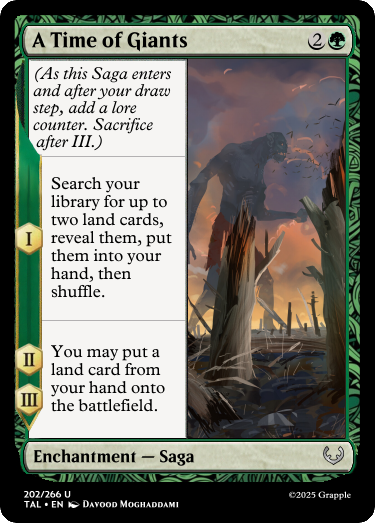 A Time of Giants 2
(As this Saga enters
and after your draw
step, add a lore
counter. Sacrifice
after III.)
I
Search your
library for up to
two land cards,
reveal them, put
them into your
hand, then
shuffle.
II
III
You may put a
land card from
your hand onto
the battlefield.
Enchantment — Saga
202/266 U
TAL • EN Davood Moghaddami
©2025 Grapple